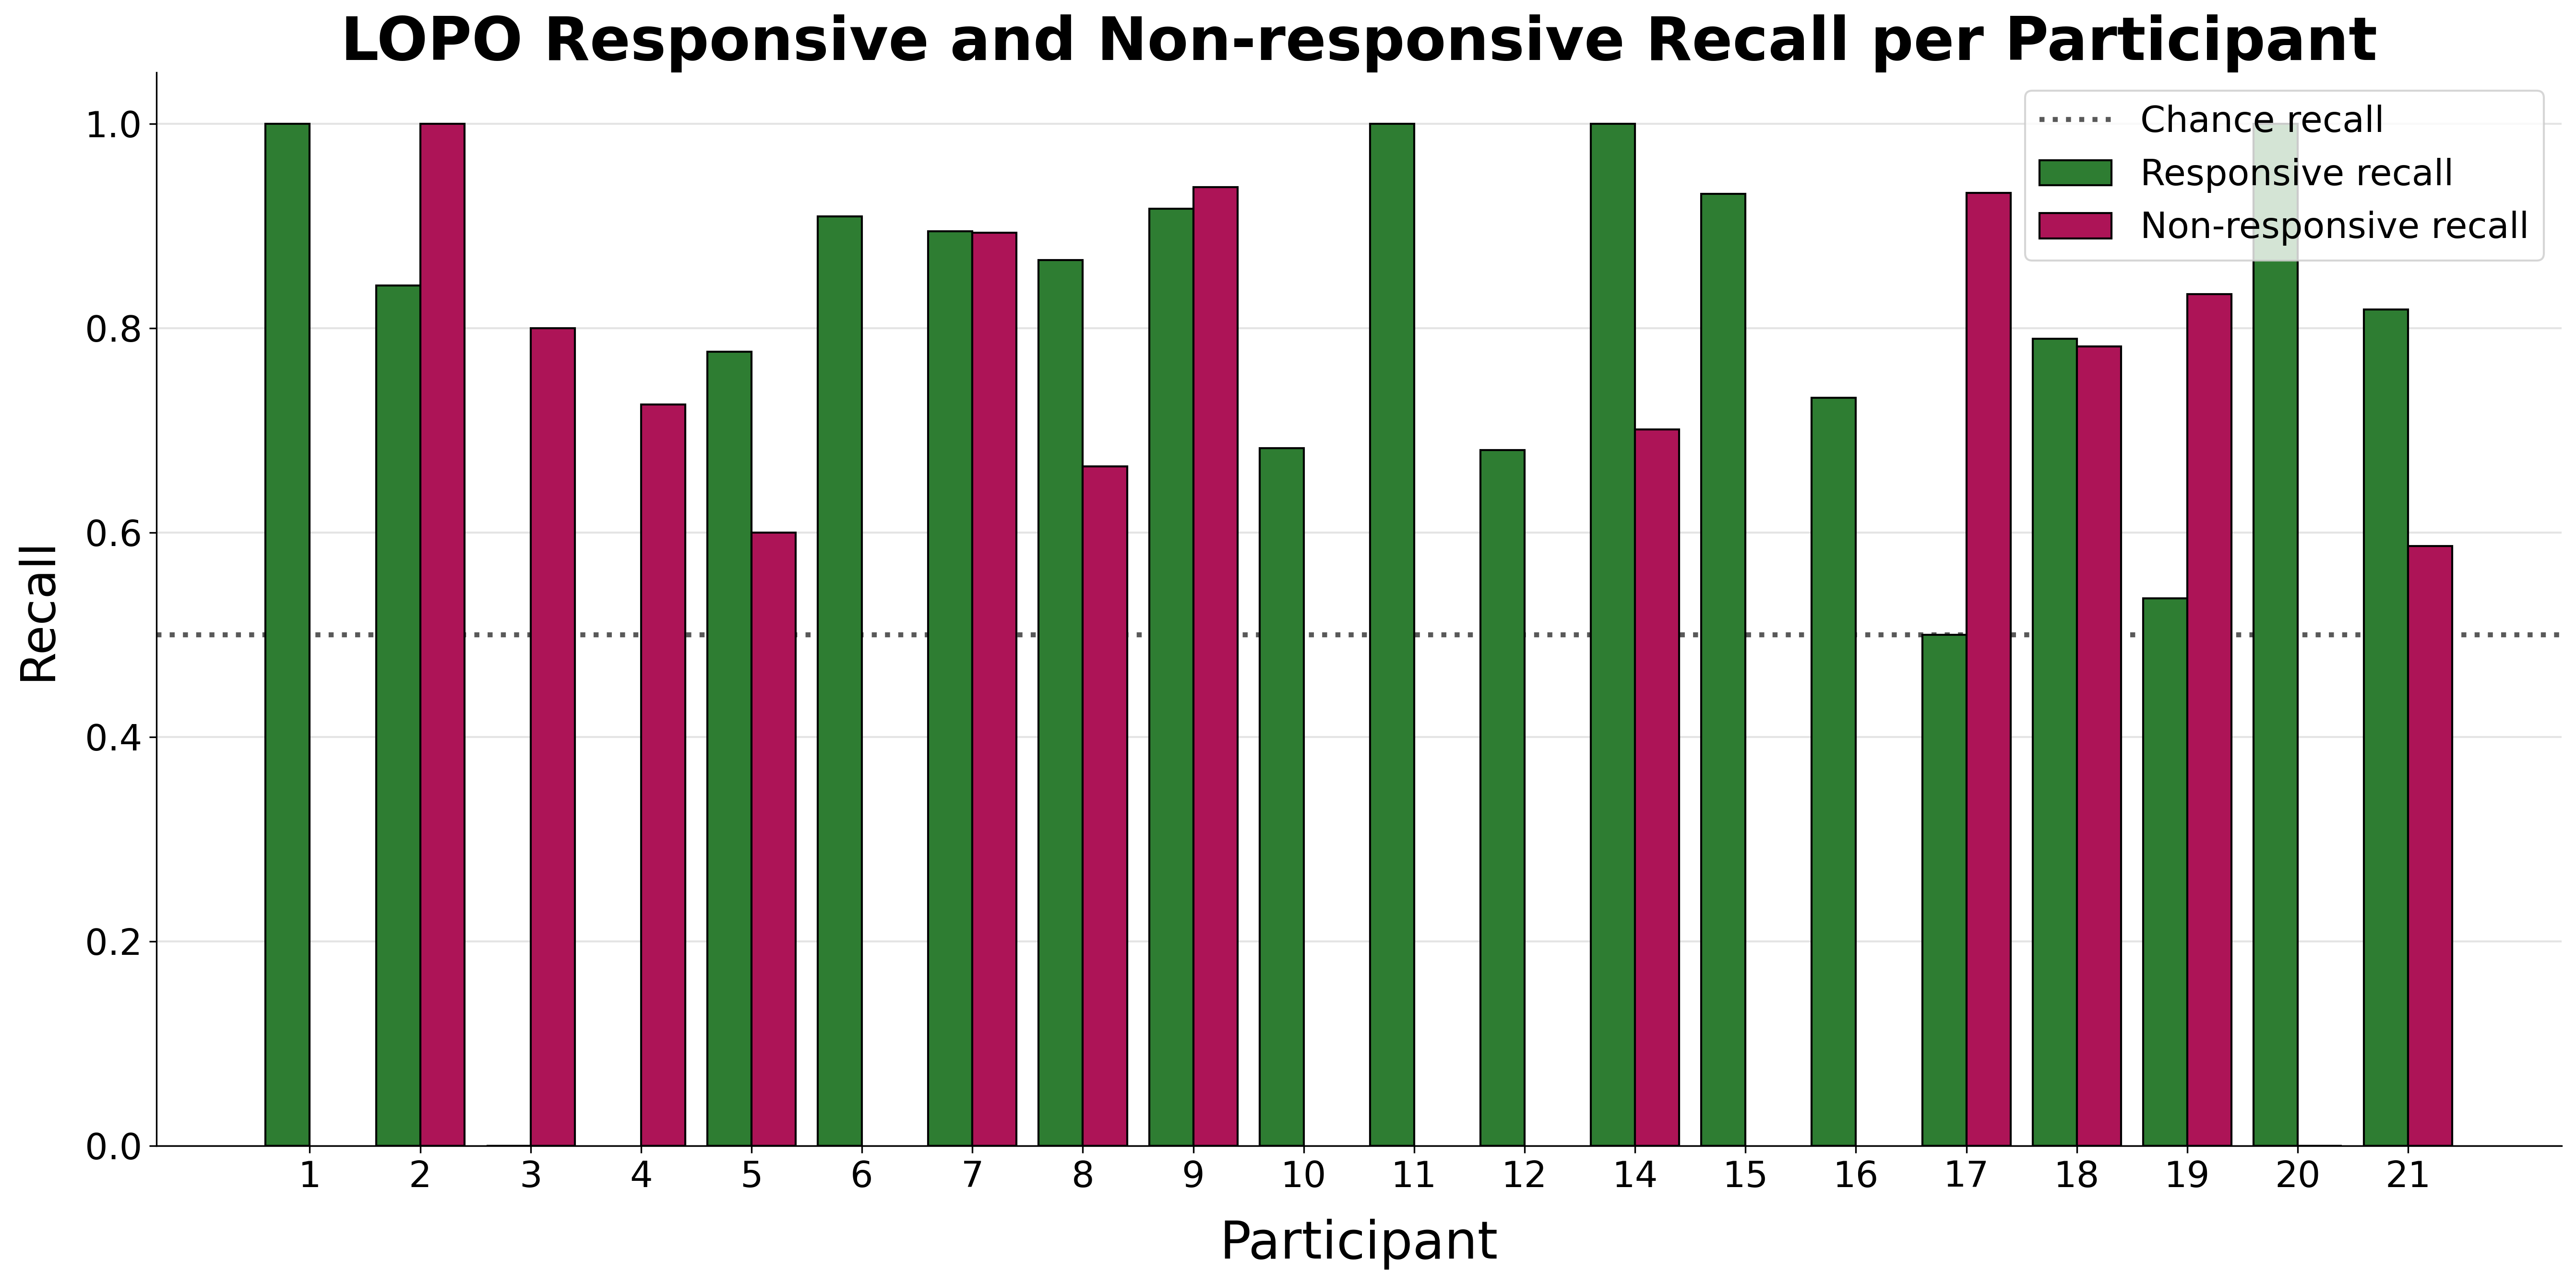 LOPO Responsive and Non-responsive Recall per Participant
Chance recall
Responsive recall
Non-responsive recall
Recall
1.0
0.8
0.6
0.4
0.2
0.0
1 2 3 4 5 6 7 8 9 10 11 12 14 15 16 17 18 19 20 21
Participant